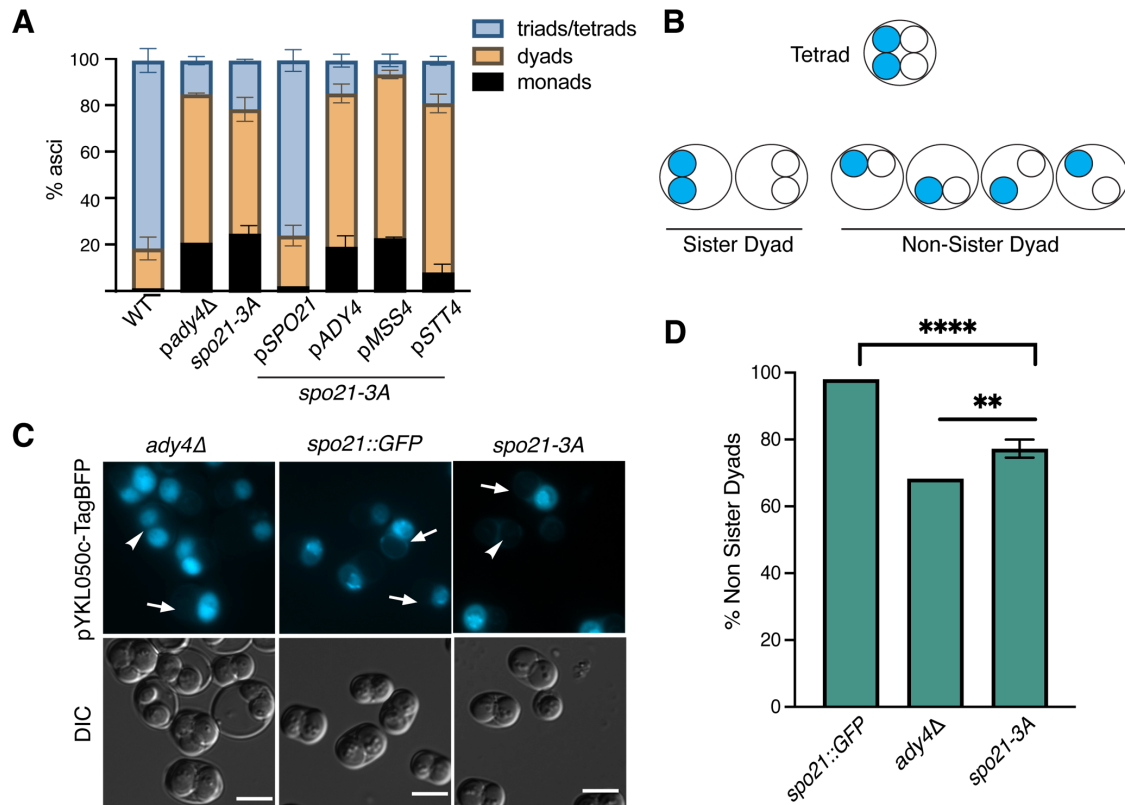 A
triads/tetrads
dyads
monads
% asci
100
80
60
40
20
WT
pady4Δ
spo21-3A
pSPO21
pADY4
pMSS4
pSTT4
spo21-3A
B
Tetrad
Sister Dyad
Non-Sister Dyad
C
ady4Δ
spo21::GFP
spo21-3A
pYKL050c-TagBFP
DIC
D
****
**
% Non Sister Dyads
100
80
60
40
20
0
spo21::GFP
ady4Δ
spo21-3A